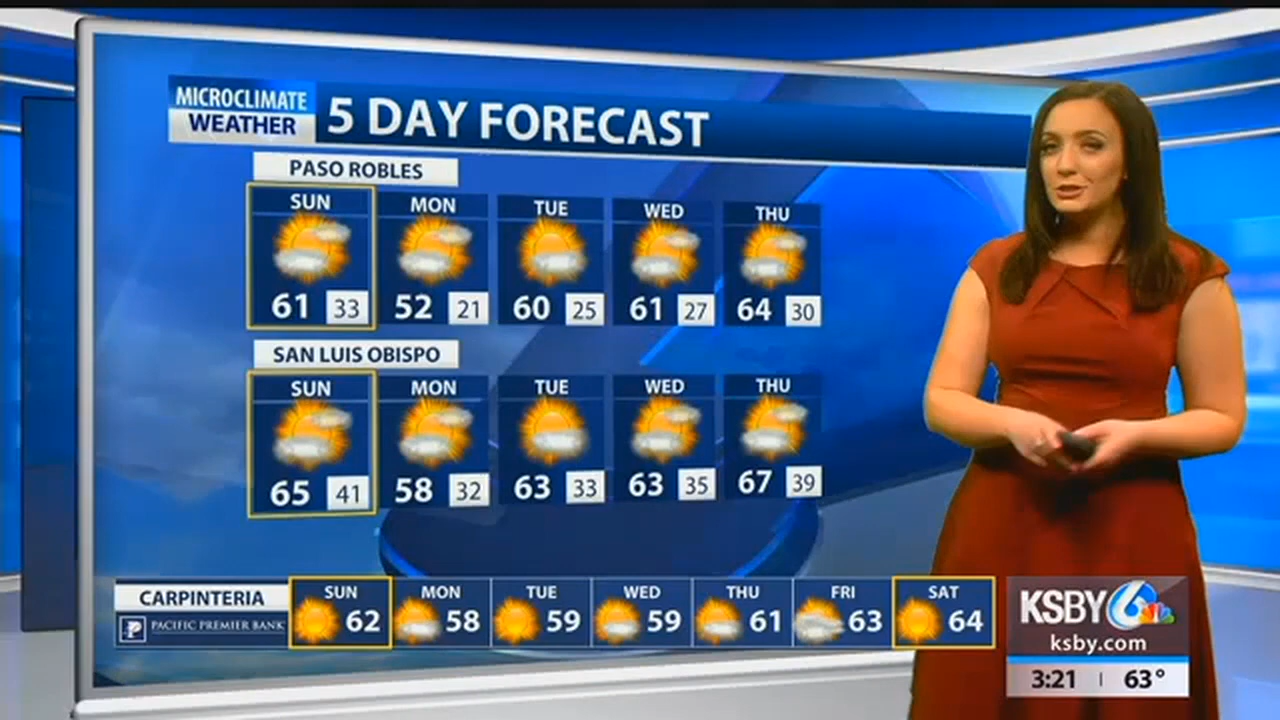 MICROCLIMATE
WEATHER
5 DAY FORECAST
PASO ROBLES
SUN MON TUE WED THU
61 33 52 21 60 25 61 27 64 30
SAN LUIS OBISPO
SUN MON TUE WED THU
65 41 58 32 63 33 63 35 67 39
CARPINTERIA
P PACIFIC PREMIER BANK
SUN MON TUE WED THU FRI SAT
62 58 59 59 61 63 64
KSBY6
ksby.com
3:21 63°